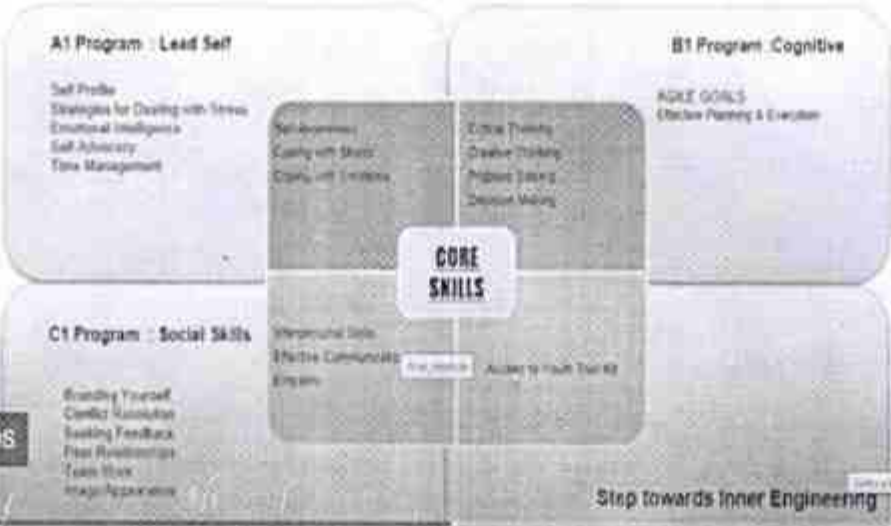 A1 Program : Lead Self
Self Profile
Strategies for Dealing with Stress
Emotional Intelligence
Self Advocacy
Time Management
B1 Program :Cognitive
AGILE GOALS
Effective Planning & Execution
Self Awareness
Coping with Stress
Coping with Emotions
Critical Thinking
Creative Thinking
Problem Solving
Decision Making
CORE
SKILLS
C1 Program : Social Skills
Branding Yourself
Conflict Resolution
Seeking Feedback
Peer Relationships
Team Work
Image/Appearance
Interpersonal Skills
Effective Communicatio
Empathy
Access to Youth Tool Kit
Step towards Inner Engineering